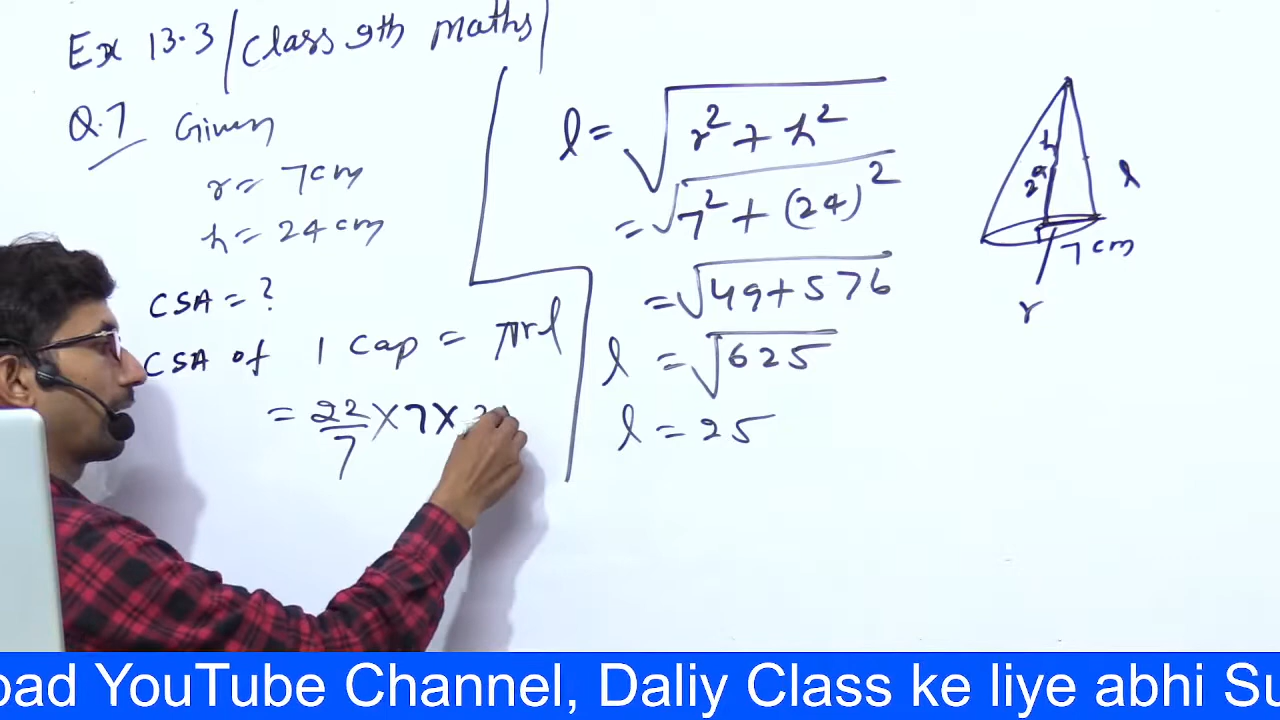 Ex 13.3 / Class 9th maths /
Q.7 Given
r = 7cm
h = 24 cm
CSA = ?
CSA of 1 cap = πrl
= 22/7 × 7 ×
l = √r² + h²
= √7² + (24)²
= √49+576
l = √625
l = 25
h
l
7 cm
r
oad YouTube Channel, Daliy Class ke liye abhi Su